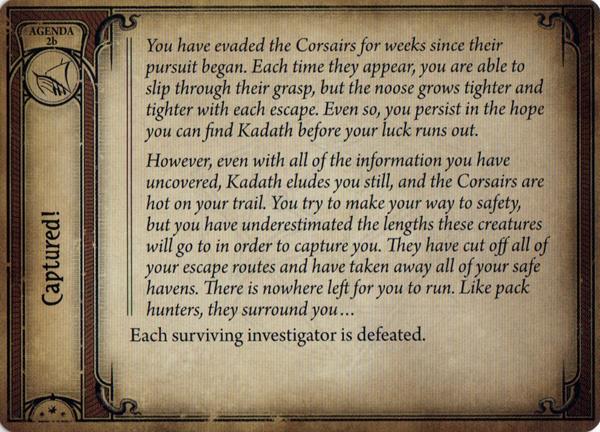 AGENDA
2b
Captured!
You have evaded the Corsairs for weeks since their
pursuit began. Each time they appear, you are able to
slip through their grasp, but the noose grows tighter and
tighter with each escape. Even so, you persist in the hope
you can find Kadath before your luck runs out.
However, even with all of the information you have
uncovered, Kadath eludes you still, and the Corsairs are
hot on your trail. You try to make your way to safety,
but you have underestimated the lengths these creatures
will go to in order to capture you. They have cut off all of
your escape routes and have taken away all of your safe
havens. There is nowhere left for you to run. Like pack
hunters, they surround you…
Each surviving investigator is defeated.